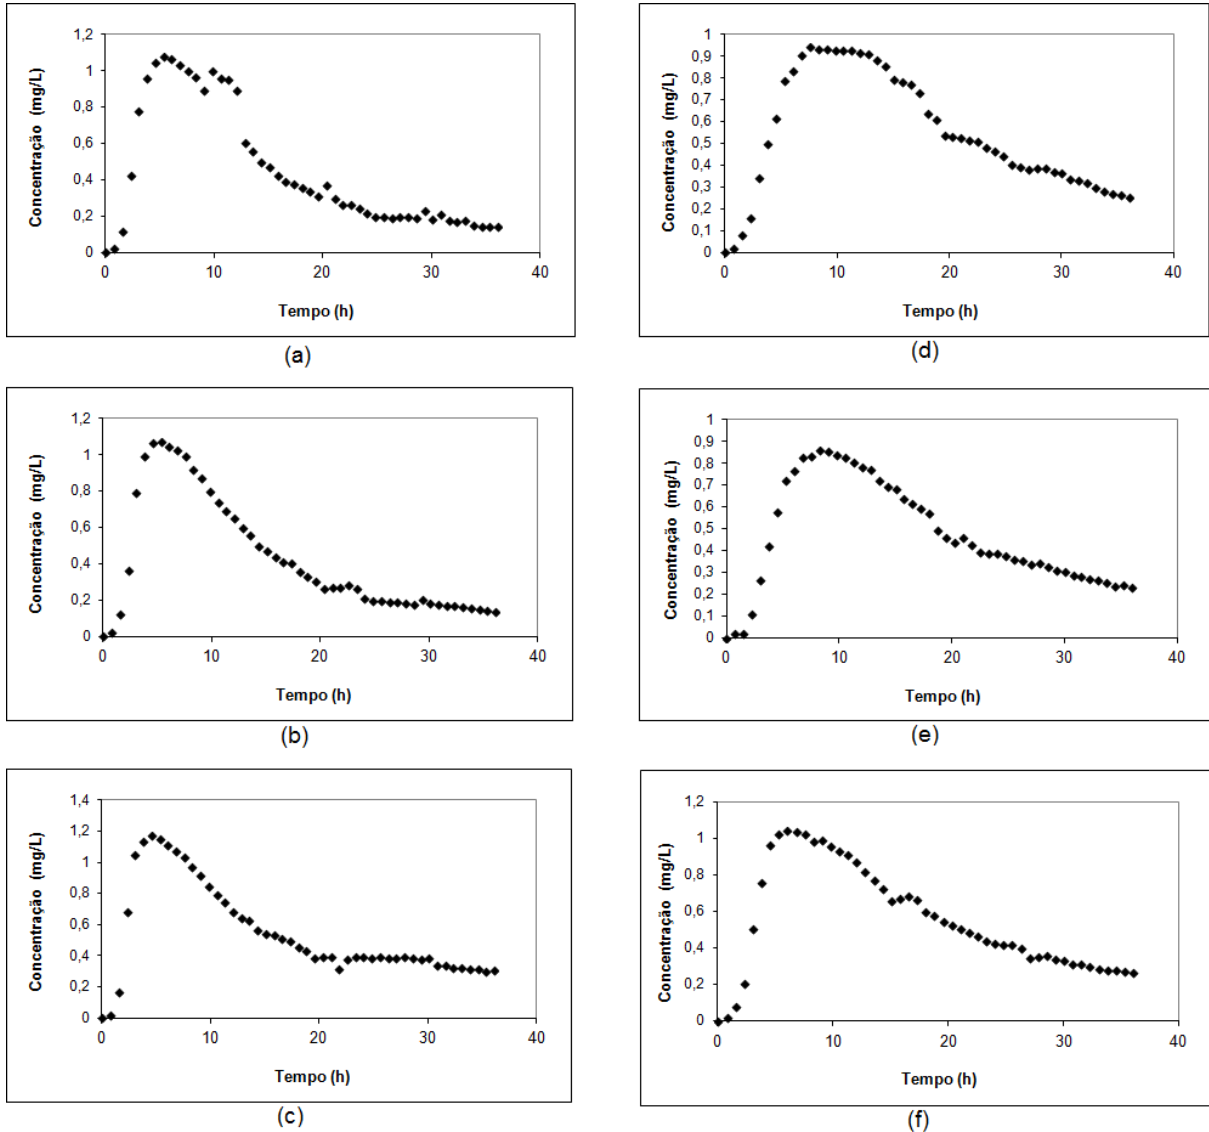 1,2
1
0,8
0,6
0,4
0,2
0
Concentração (mg/L)
0 10 20 30 40
Tempo (h)
(a)
1
0,9
0,8
0,7
0,6
0,5
0,4
0,3
0,2
0,1
0
Concentração (mg/L)
0 10 20 30 40
Tempo (h)
(d)
1,2
1
0,8
0,6
0,4
0,2
0
Concentração (mg/L)
0 10 20 30 40
Tempo (h)
(b)
1
0,9
0,8
0,7
0,6
0,5
0,4
0,3
0,2
0,1
0
Concentração (mg/L)
0 10 20 30 40
Tempo (h)
(e)
1,4
1,2
1
0,8
0,6
0,4
0,2
0
Concentração (mg/L)
0 10 20 30 40
Tempo (h)
(c)
1,2
1
0,8
0,6
0,4
0,2
0
Concentração (mg/L)
0 10 20 30 40
Tempo (h)
(f)